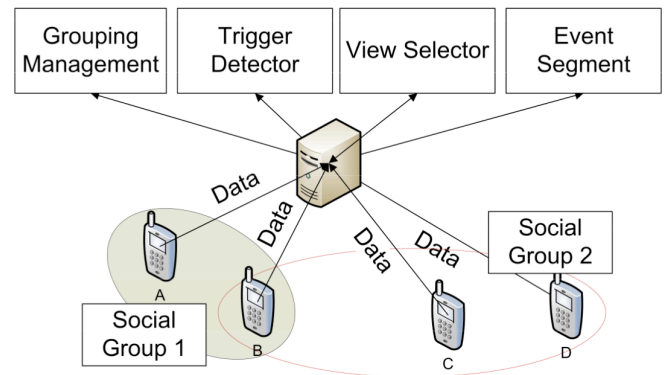 Grouping
Management
Trigger
Detector
View Selector
Event
Segment
Data
Data
Data
Data
Social
Group 2
A
Social
Group 1
B
C
D